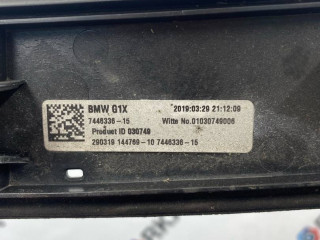 BMW G1X
2019:03:29 21:12:09
7446336-15
Witte No.01030749006
Product ID 030749
290319 144769-10 7446336-15